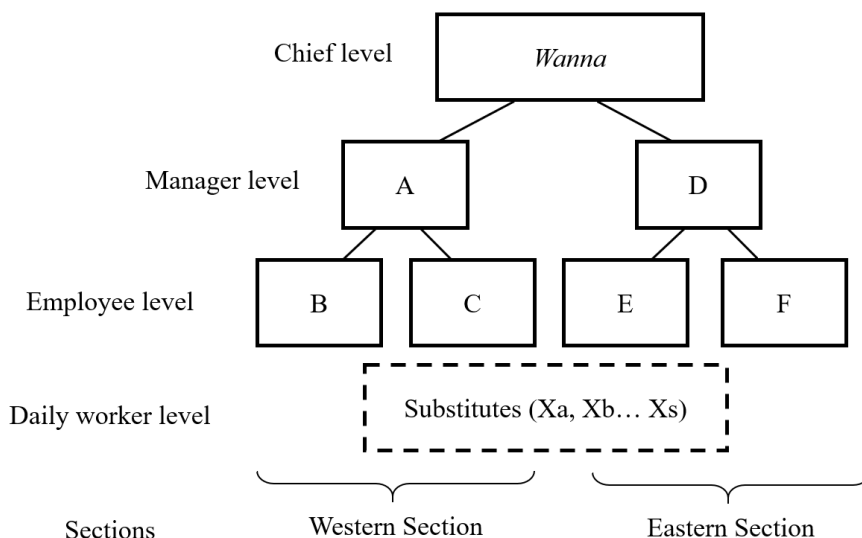 Chief level
Wanna
Manager level
A
D
Employee level
B
C
E
F
Daily worker level
Substitutes (Xa, Xb… Xs)
Sections
Western Section
Eastern Section